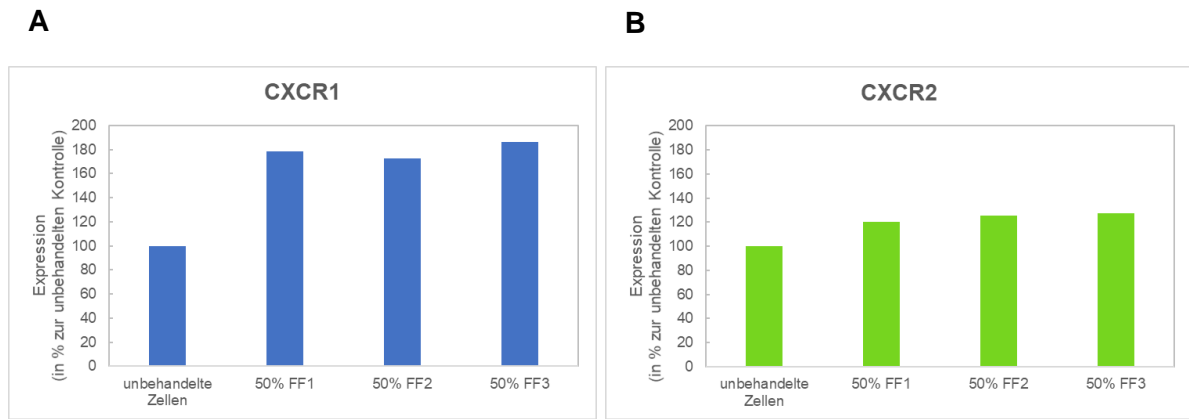 A
B
CXCR1
Expression
(in % zur unbehandelten Kontrolle)
200
180
160
140
120
100
80
60
40
20
0
unbehandelte
Zellen
50% FF1
50% FF2
50% FF3
CXCR2
Expression
(in % zur unbehandelten Kontrolle)
200
180
160
140
120
100
80
60
40
20
0
unbehandelte
Zellen
50% FF1
50% FF2
50% FF3